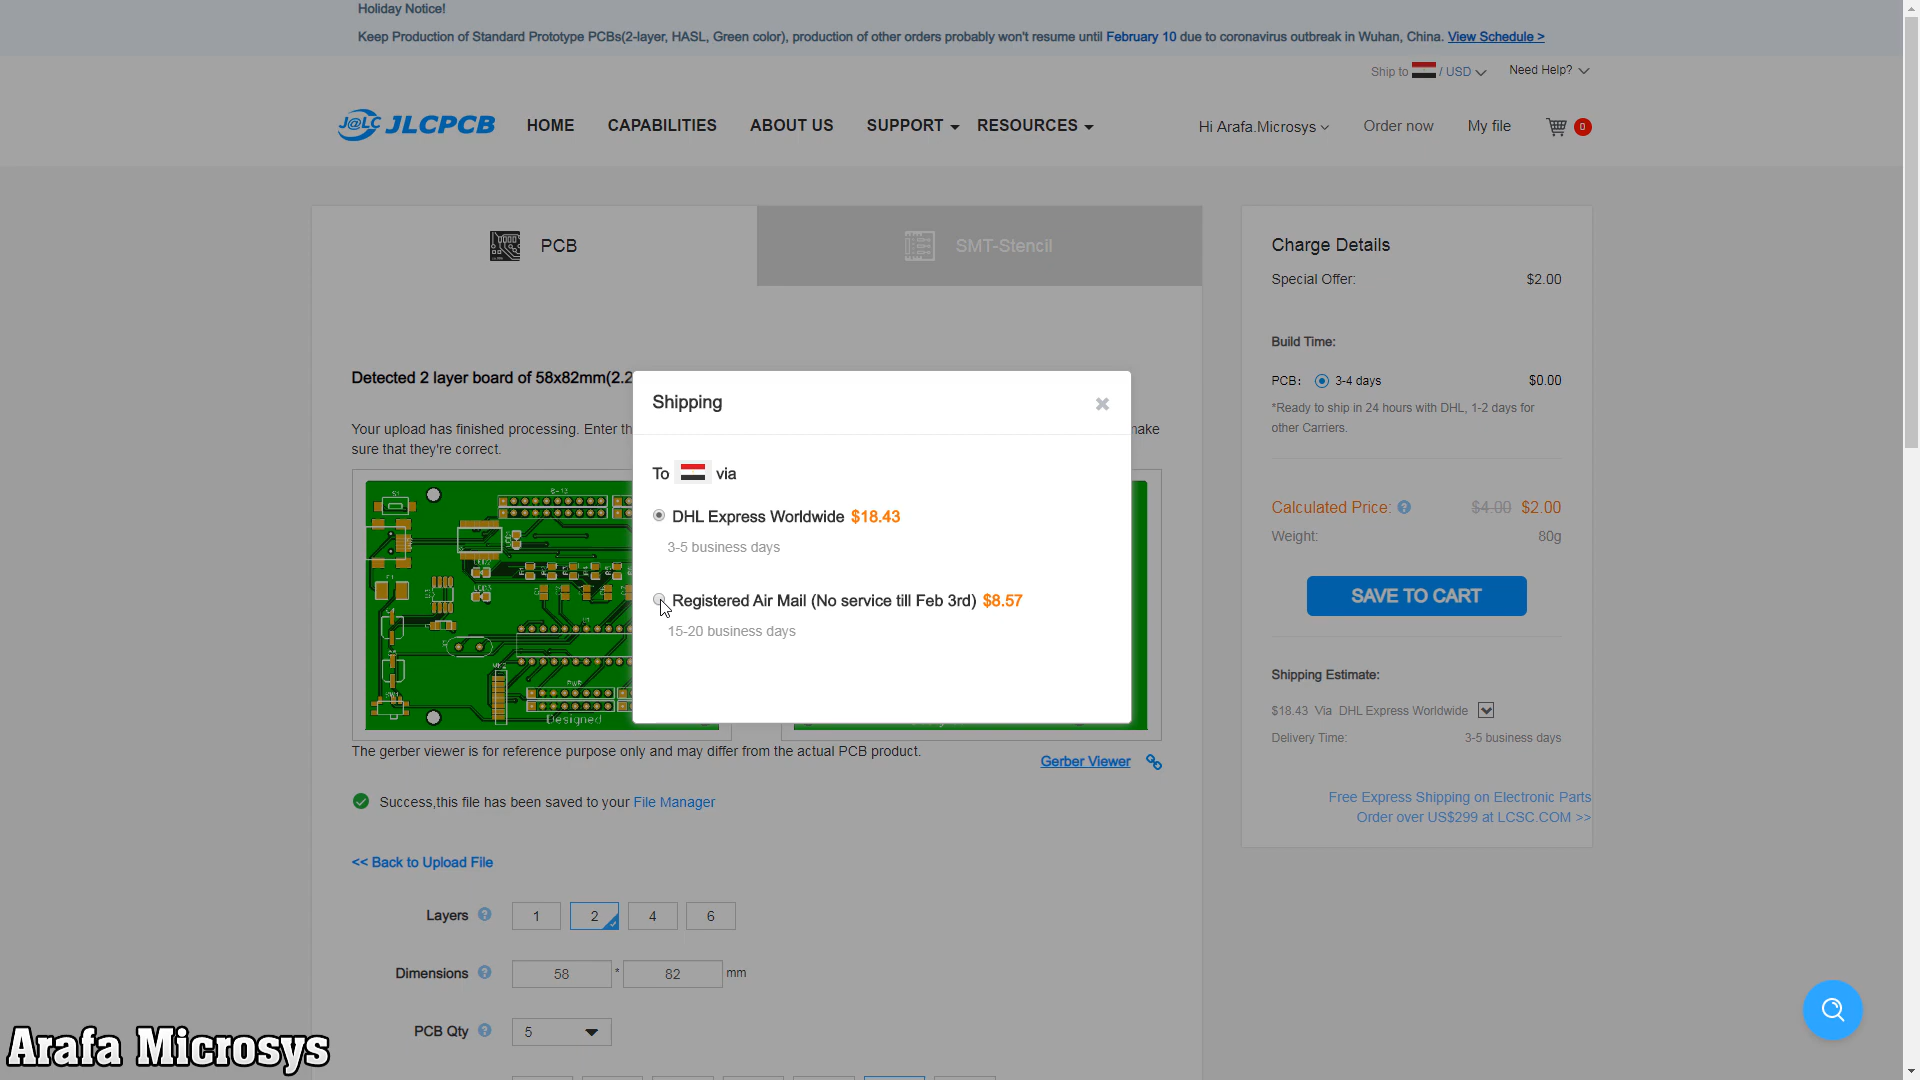 Holiday Notice!
Keep Production of Standard Prototype PCBs(2-layer, HASL, Green color), production of other orders probably won't resume until February 10 due to coronavirus outbreak in Wuhan, China. View Schedule >
Ship to / USD Need Help?
J@LC JLCPCB HOME CAPABILITIES ABOUT US SUPPORT RESOURCES Hi Arafa.Microsys Order now My file 0
PCB SMT-Stencil
Charge Details
Special Offer: $2.00
Build Time:
PCB: 3-4 days $0.00
*Ready to ship in 24 hours with DHL, 1-2 days for
other Carriers.
Calculated Price: ? $4.00 $2.00
Weight: 80g
SAVE TO CART
Shipping Estimate:
$18.43 Via DHL Express Worldwide
Delivery Time: 3-5 business days
Free Express Shipping on Electronic Parts
Order over US$299 at LCSC.COM >>
Detected 2 layer board of 58x82mm(2.2
Your upload has finished processing. Enter th
make
sure that they're correct.
Shipping
To via
DHL Express Worldwide $18.43
3-5 business days
Registered Air Mail (No service till Feb 3rd) $8.57
15-20 business days
S1
8-13
PWR
Designed
The gerber viewer is for reference purpose only and may differ from the actual PCB product.
Gerber Viewer
Success,this file has been saved to your File Manager
<< Back to Upload File
Layers ? 1 2 4 6
Dimensions ? 58 * 82 mm
PCB Qty ? 5
Arafa Microsys